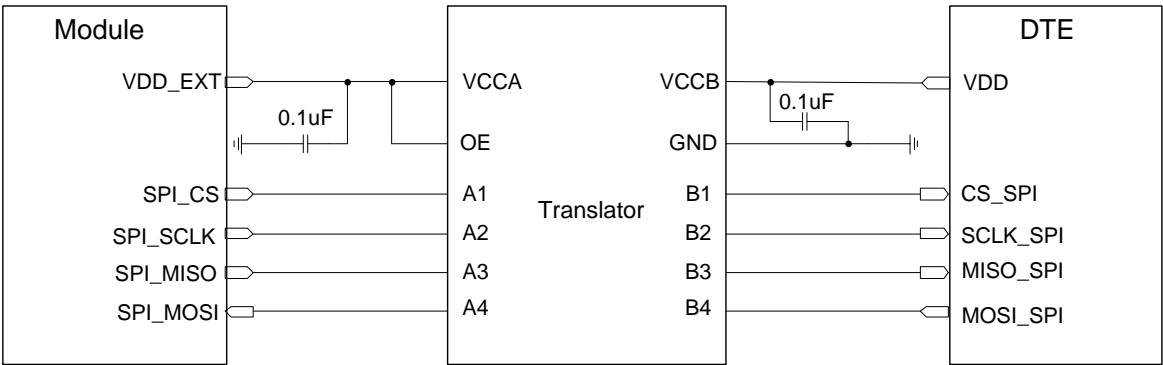 Module
DTE
VDD_EXT
VCCA
VCCB
VDD
0.1uF
0.1uF
OE
GND
SPI_CS
A1
B1
CS_SPI
Translator
SPI_SCLK
A2
B2
SCLK_SPI
SPI_MISO
A3
B3
MISO_SPI
SPI_MOSI
A4
B4
MOSI_SPI